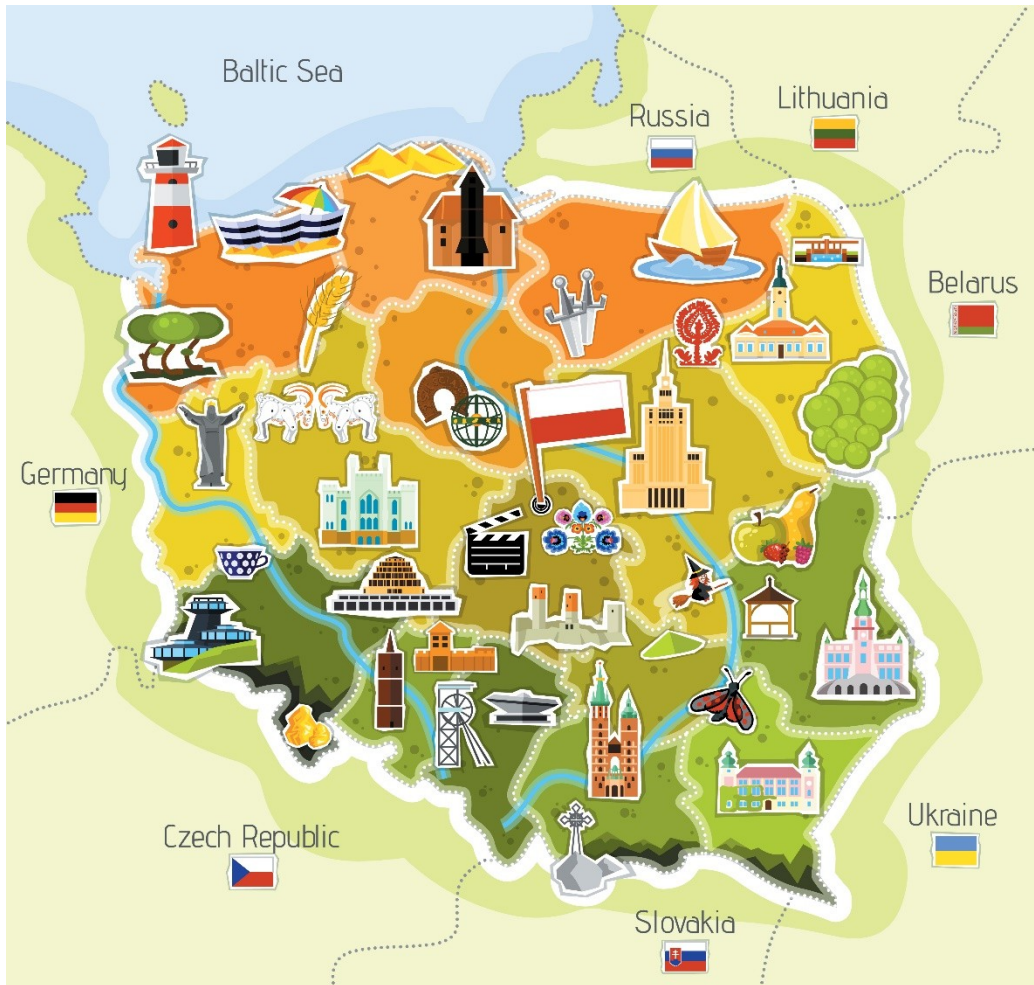 Baltic Sea
Lithuania
Russia
Belarus
Germany
Ukraine
Czech Republic
Slovakia